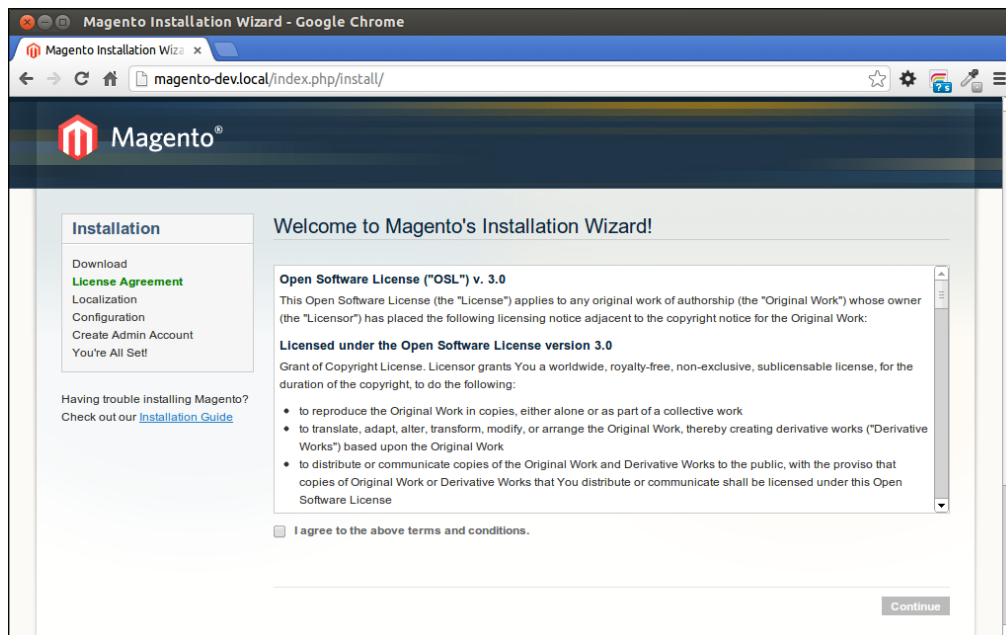 Magento Installation Wizard - Google Chrome
Magento Installation Wiza
magento-dev.local/index.php/install/
? s
Magento®
Installation
Download
License Agreement
Localization
Configuration
Create Admin Account
You're All Set!
Having trouble installing Magento?
Check out our Installation Guide
Welcome to Magento's Installation Wizard!
Open Software License ("OSL") v. 3.0
This Open Software License (the "License") applies to any original work of authorship (the "Original Work") whose owner
(the "Licensor") has placed the following licensing notice adjacent to the copyright notice for the Original Work:
Licensed under the Open Software License version 3.0
Grant of Copyright License. Licensor grants You a worldwide, royalty-free, non-exclusive, sublicensable license, for the
duration of the copyright, to do the following:
• to reproduce the Original Work in copies, either alone or as part of a collective work
• to translate, adapt, alter, transform, modify, or arrange the Original Work, thereby creating derivative works ("Derivative
Works") based upon the Original Work
• to distribute or communicate copies of the Original Work and Derivative Works to the public, with the proviso that
copies of Original Work or Derivative Works that You distribute or communicate shall be licensed under this Open
Software License
I agree to the above terms and conditions.
Continue